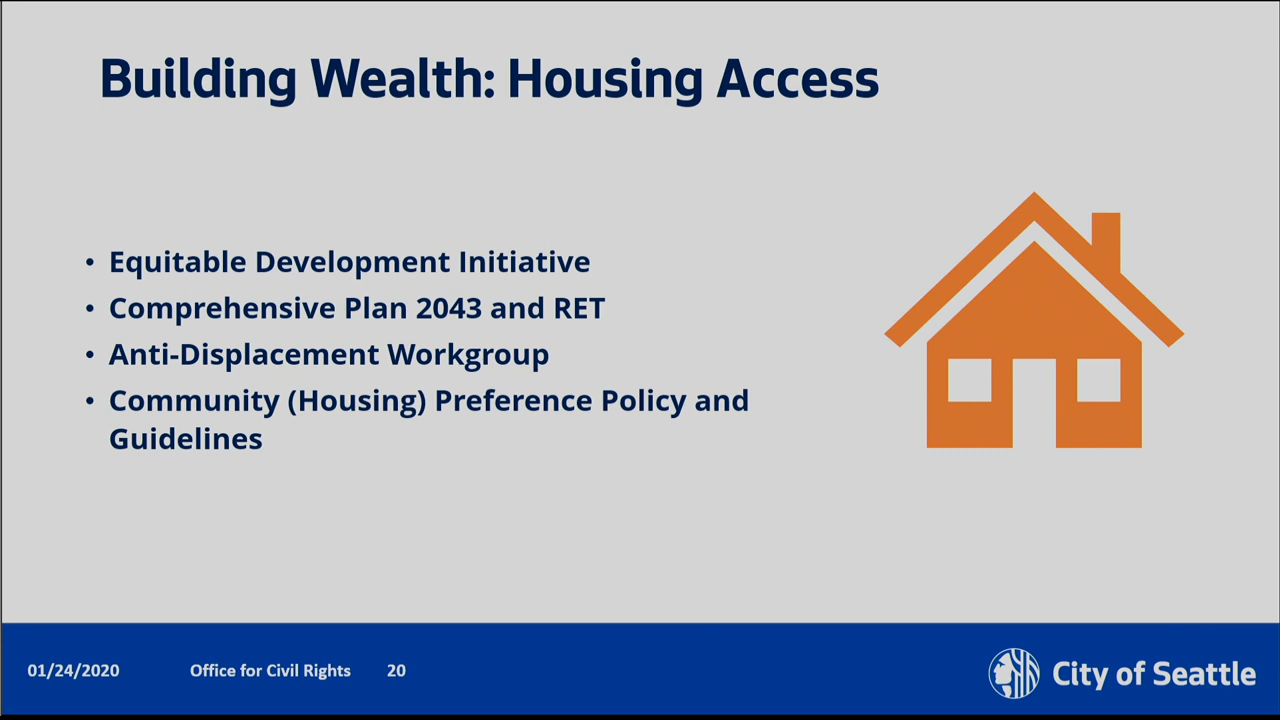 Building Wealth: Housing Access
• Equitable Development Initiative
• Comprehensive Plan 2043 and RET
• Anti-Displacement Workgroup
• Community (Housing) Preference Policy and
Guidelines
01/24/2020 Office for Civil Rights 20 City of Seattle